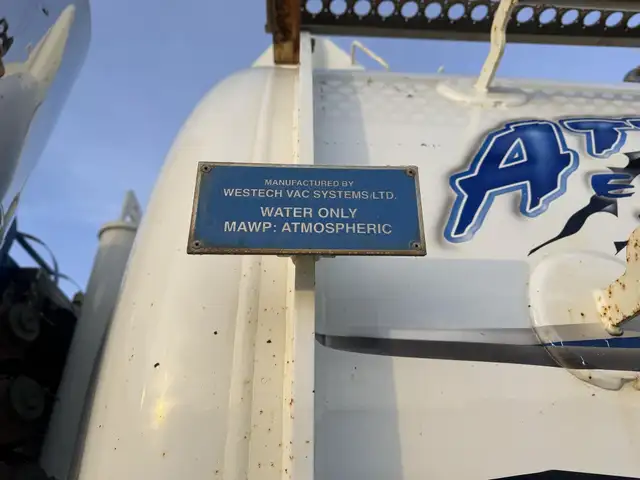 MANUFACTURED BY
WESTECH VAC SYSTEMS LTD.
WATER ONLY
MAWP: ATMOSPHERIC